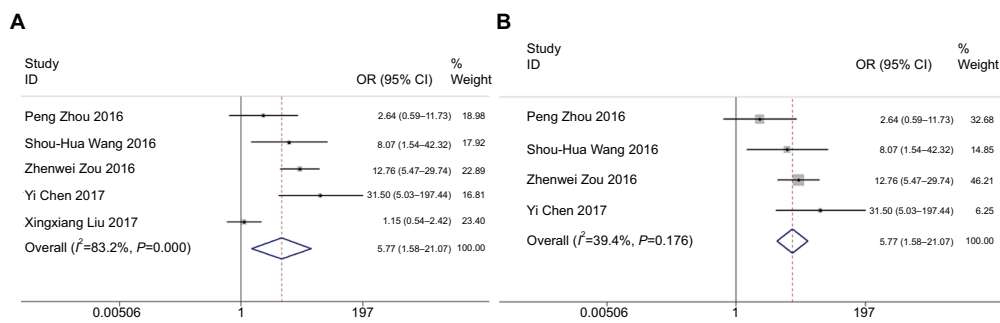 A
Study
ID
OR (95% CI)
%
Weight
Peng Zhou 2016 2.64 (0.59–11.73) 18.98
Shou-Hua Wang 2016 8.07 (1.54–42.32) 17.92
Zhenwei Zou 2016 12.76 (5.47–29.74) 22.89
Yi Chen 2017 31.50 (5.03–197.44) 16.81
Xingxiang Liu 2017 1.15 (0.54–2.42) 23.40
Overall (I²=83.2%, P=0.000) 5.77 (1.58–21.07) 100.00
0.00506 1 197
B
Study
ID
OR (95% CI)
%
Weight
Peng Zhou 2016 2.64 (0.59–11.73) 32.68
Shou-Hua Wang 2016 8.07 (1.54–42.32) 14.85
Zhenwei Zou 2016 12.76 (5.47–29.74) 46.21
Yi Chen 2017 31.50 (5.03–197.44) 6.25
Overall (I²=39.4%, P=0.176) 5.77 (1.58–21.07) 100.00
0.00506 1 197